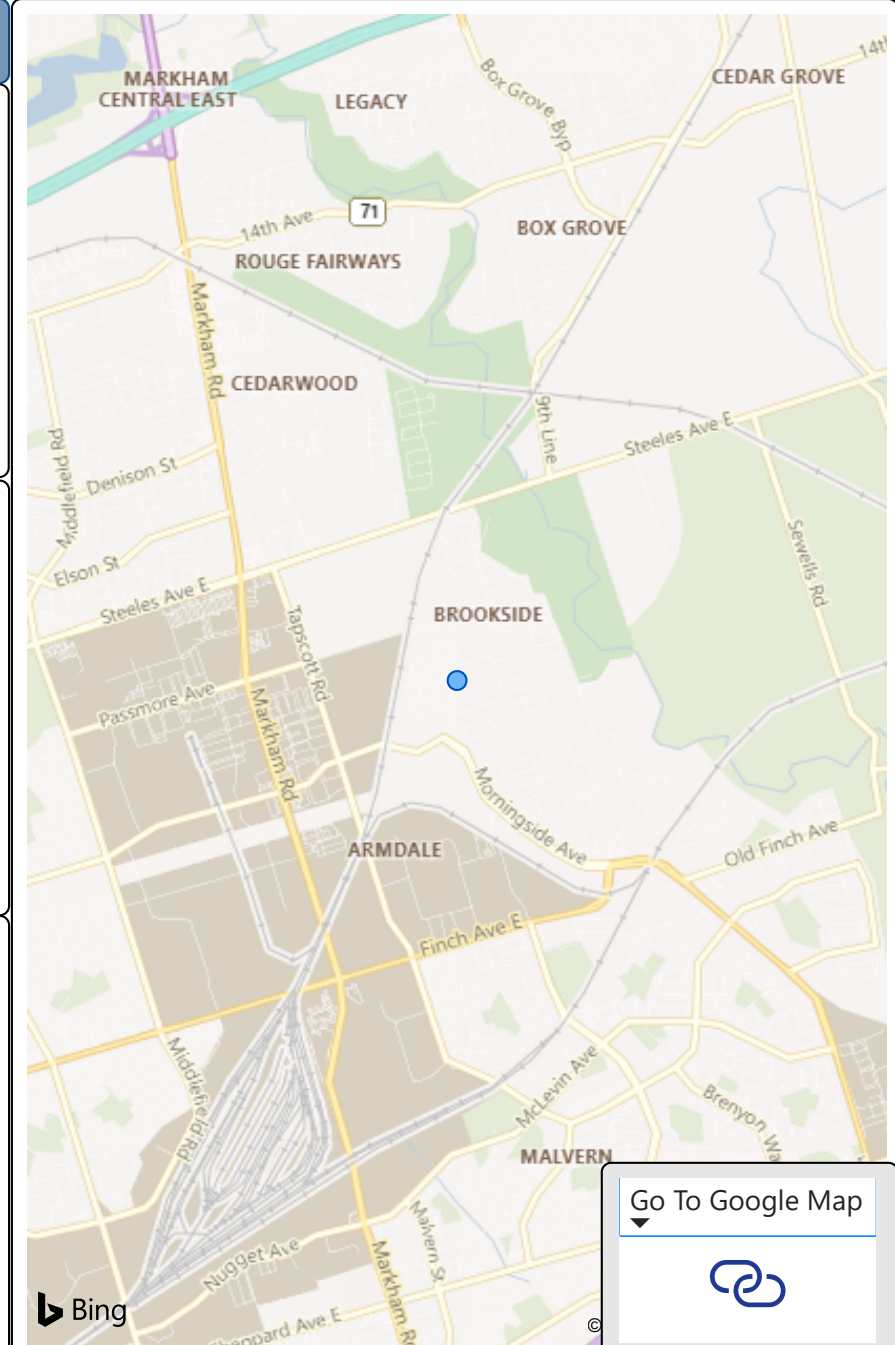 14th
MARKHAM
CENTRAL EAST
LEGACY
Box Grove Byp
CEDAR GROVE
71
14th Ave
BOX GROVE
ROUGE FAIRWAYS
Markham Rd
CEDARWOOD
9th Line
Steeles Ave E
Middlefield Rd
Denison St
Elson St
Steeles Ave E
Sewells Rd
Tapscott Rd
BROOKSIDE
Passmore Ave
Markham Rd
Morningside Ave
ARMDALE
Old Finch Ave
Finch Ave E
Middlefield Rd
McLevin Ave
Brenyon Wa
MALVERN
Malvern St
Nugget Ave
Markham Rd
Sheppard Ave E
Bing
©
Go To Google Map